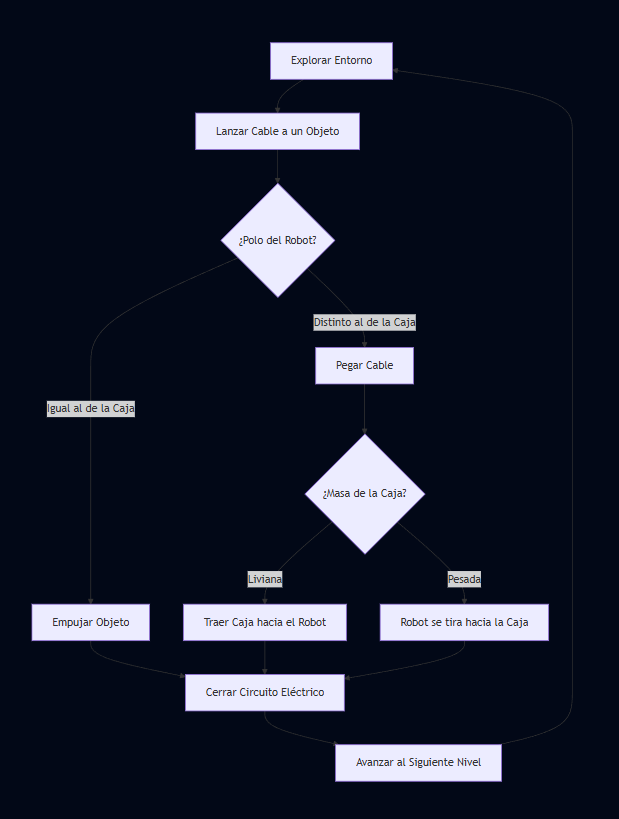 Explorar Entorno
Lanzar Cable a un Objeto
¿Polo del Robot?
Distinto al de la Caja
Pegar Cable
Igual al de la Caja
¿Masa de la Caja?
Liviana
Pesada
Empujar Objeto
Traer Caja hacia el Robot
Robot se tira hacia la Caja
Cerrar Circuito Eléctrico
Avanzar al Siguiente Nivel